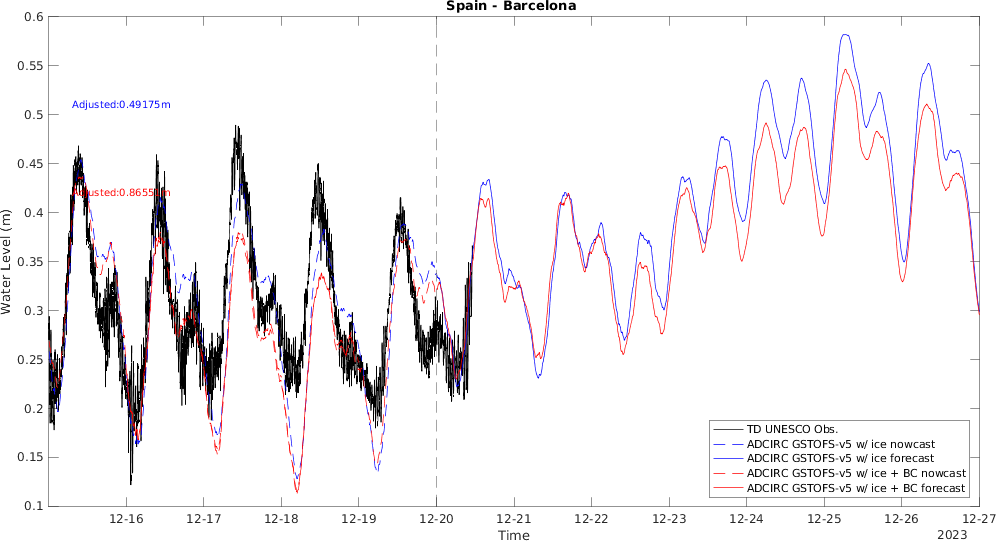 Spain - Barcelona
0.6
0.55
0.5
0.45
0.4
0.35
0.3
0.25
0.2
0.15
0.1
Water Level (m)
Adjusted:0.49175m
TD UNESCO Obs.
ADCIRC GSTOFS-v5 w/ ice nowcast
ADCIRC GSTOFS-v5 w/ ice forecast
ADCIRC GSTOFS-v5 w/ ice + BC nowcast
ADCIRC GSTOFS-v5 w/ ice + BC forecast
12-16 12-17 12-18 12-19 12-20 12-21 12-22 12-23 12-24 12-25 12-26 12-27
Time
2023